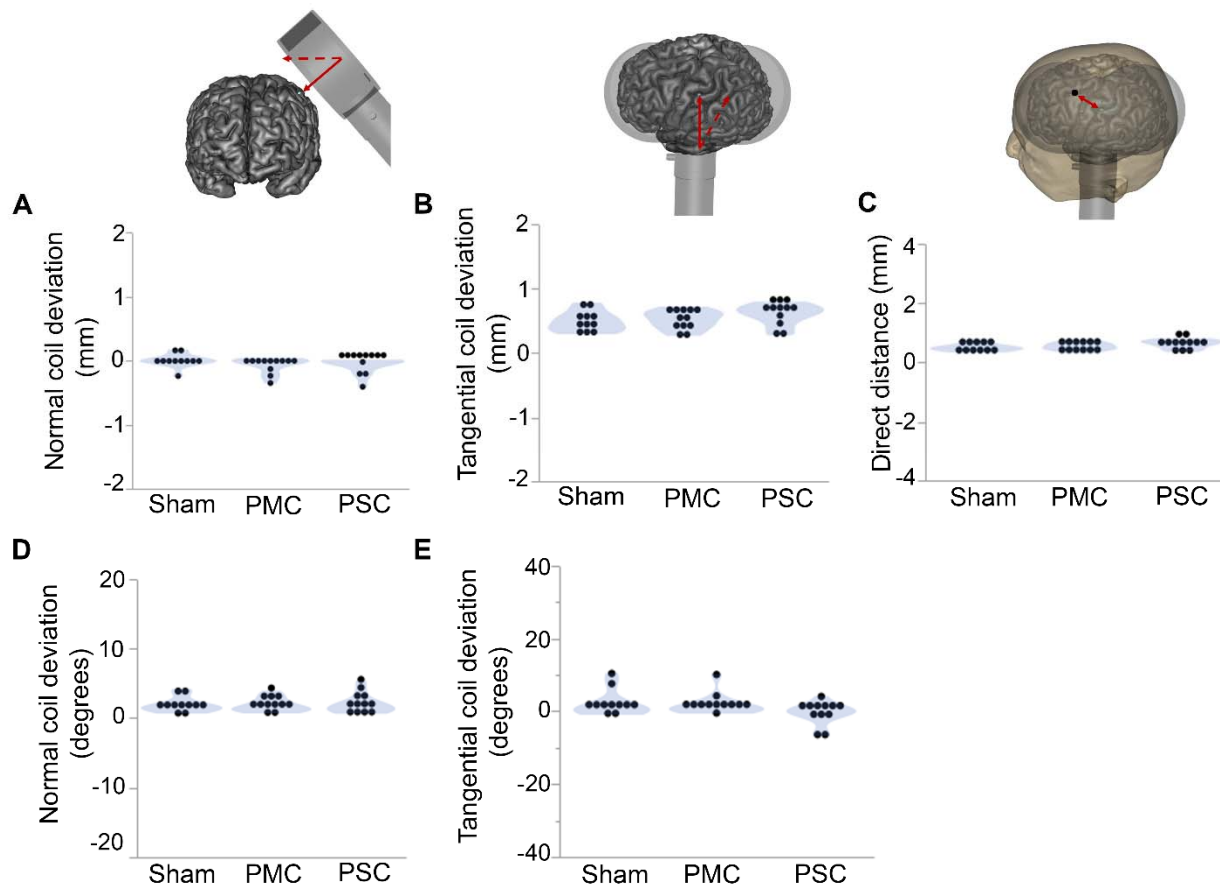 A
Normal coil deviation
(mm)
2
1
0
-1
-2
Sham PMC PSC
B
Tangential coil deviation
(mm)
2
1
0
-1
-2
Sham PMC PSC
C
Direct distance (mm)
4
2
0
-2
-4
Sham PMC PSC
D
Normal coil deviation
(degrees)
20
10
0
-10
-20
Sham PMC PSC
E
Tangential coil deviation
(degrees)
40
20
0
-20
-40
Sham PMC PSC